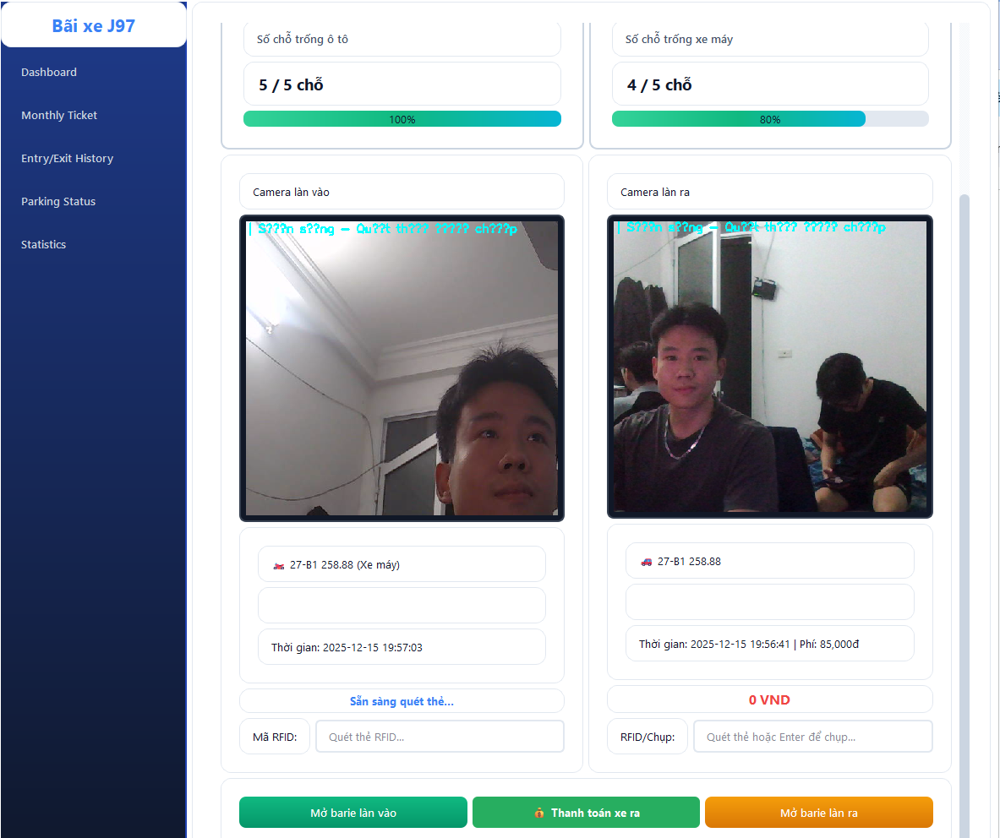 Bãi xe J97
Dashboard
Monthly Ticket
Entry/Exit History
Parking Status
Statistics
Số chỗ trống ô tô
5 / 5 chỗ
100%
Số chỗ trống xe máy
4 / 5 chỗ
80%
Camera làn vào
| S???n s??ng - Qu??t th??? ????? ch???p
27-B1 258.88 (Xe máy)
Thời gian: 2025-12-15 19:57:03
Sẵn sàng quét thẻ...
Mã RFID:
Quét thẻ RFID...
Camera làn ra
| S???n s??ng - Qu??t th??? ????? ch???p
27-B1 258.88
Thời gian: 2025-12-15 19:56:41 | Phí: 85,000đ
0 VND
RFID/Chụp:
Quét thẻ hoặc Enter để chụp...
Mở barie làn vào
Thanh toán xe ra
Mở barie làn ra